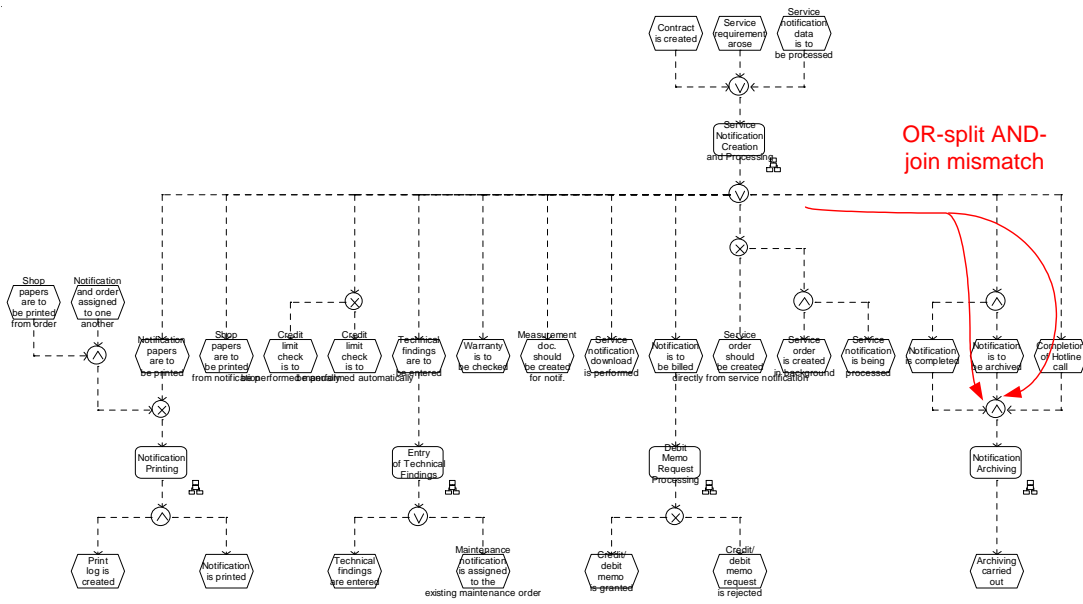 Contract
is created
Service
requirement
arose
Service
notification
data
is to
be processed
V
Service
Notification
Creation
and Processing
OR-split AND-
join mismatch
Shop
papers
are to
be printed
from order
Notification
and order
assigned
to one
another
Notification
papers
are to
be printed
Shop
papers
are to
be printed
from notification
Credit
limit
check
is to
be performed manually
Credit
limit
check
is to
be performed automatically
Technical
findings
are to
be entered
Warranty
is to
be checked
Measurement
doc.
should
be created
for notif.
Service
notification
download
is performed
Notification
is to
be billed
Service
order
should
be created
directly from service notification
Service
order
is created
in background
Service
notification
is being
processed
Notification
is completed
Notification
is to
be archived
Completion
of Hotline
call
Notification
Printing
Entry
of Technical
Findings
Debit
Memo
Request
Processing
Notification
Archiving
Print
log is
created
Notification
is printed
Technical
findings
are entered
Maintenance
notification
is assigned
to the
existing maintenance order
Credit/
debit
memo
is granted
Credit/
debit
memo
request
is rejected
Archiving
carried
out